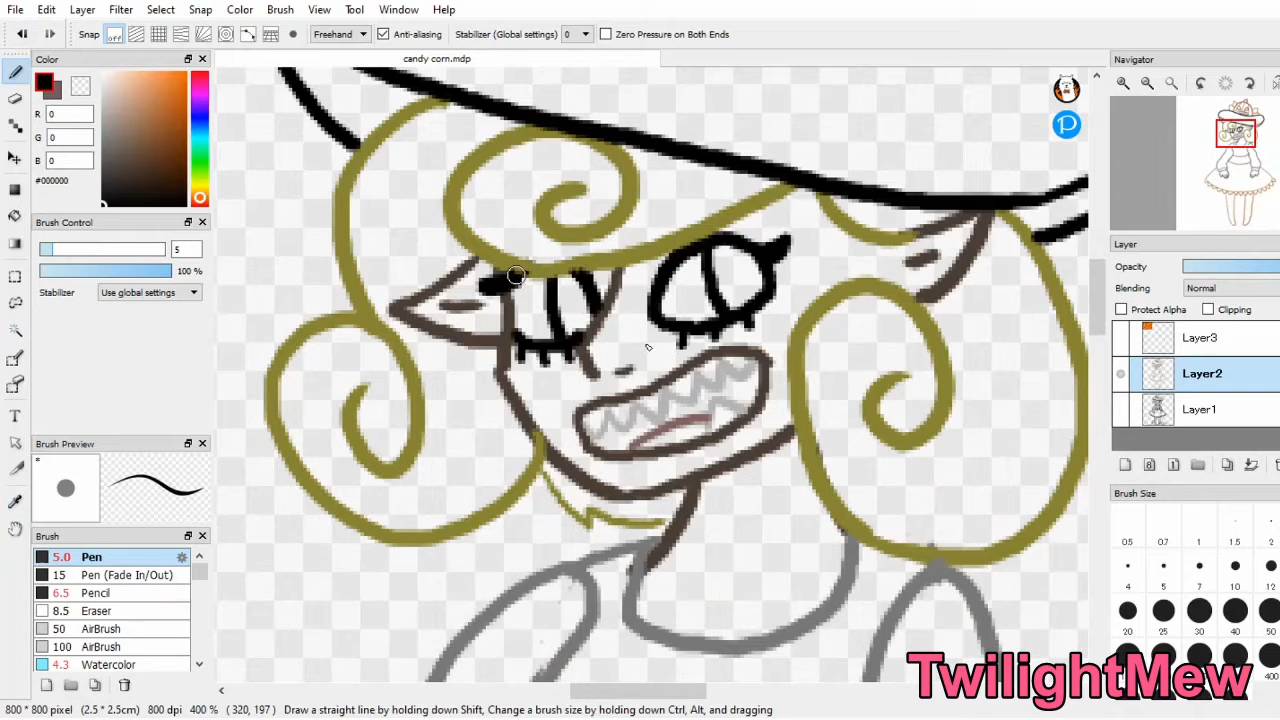 File Edit Layer Filter Select Snap Color Brush View Tool Window Help
Snap off Freehand Anti-aliasing Stabilizer (Global settings) 0 Zero Pressure on Both Ends
Color
candy corn.mdp
Navigator
R 0
G 0
B 0
#000000
Brush Control
5
100 %
Stabilizer Use global settings
Layer
Opacity
Blending Normal
Protect Alpha Clipping
Layer3
Layer2
Layer1
Brush Preview
*
Brush
5.0 Pen
15 Pen (Fade In/Out)
6.5 Pencil
8.5 Eraser
50 AirBrush
100 AirBrush
4.3 Watercolor
Brush Size
0.5 0.7 1 1.5 2
4 5 7 10 12
20 25 30 40 50
400
TwilightMew
800 * 800 pixel (2.5 * 2.5cm) 800 dpi 400 % ( 320, 197 ) Draw a straight line by holding down Shift, Change a brush size by holding down Ctrl, Alt, and dragging